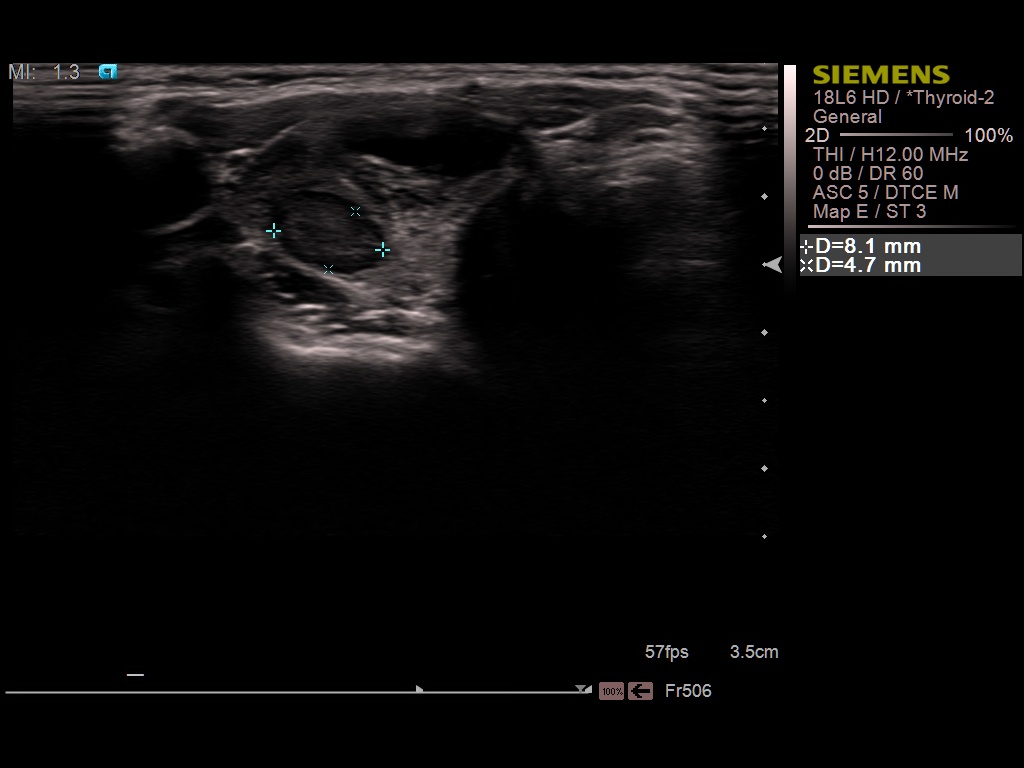 MI: 1.3
SIEMENS
18L6 HD / *Thyroid-2
General
2D 100%
THI / H12.00 MHz
0 dB / DR 60
ASC 5 / DTCE M
Map E / ST 3
D=8.1 mm
D=4.7 mm
57fps 3.5cm
100% Fr506